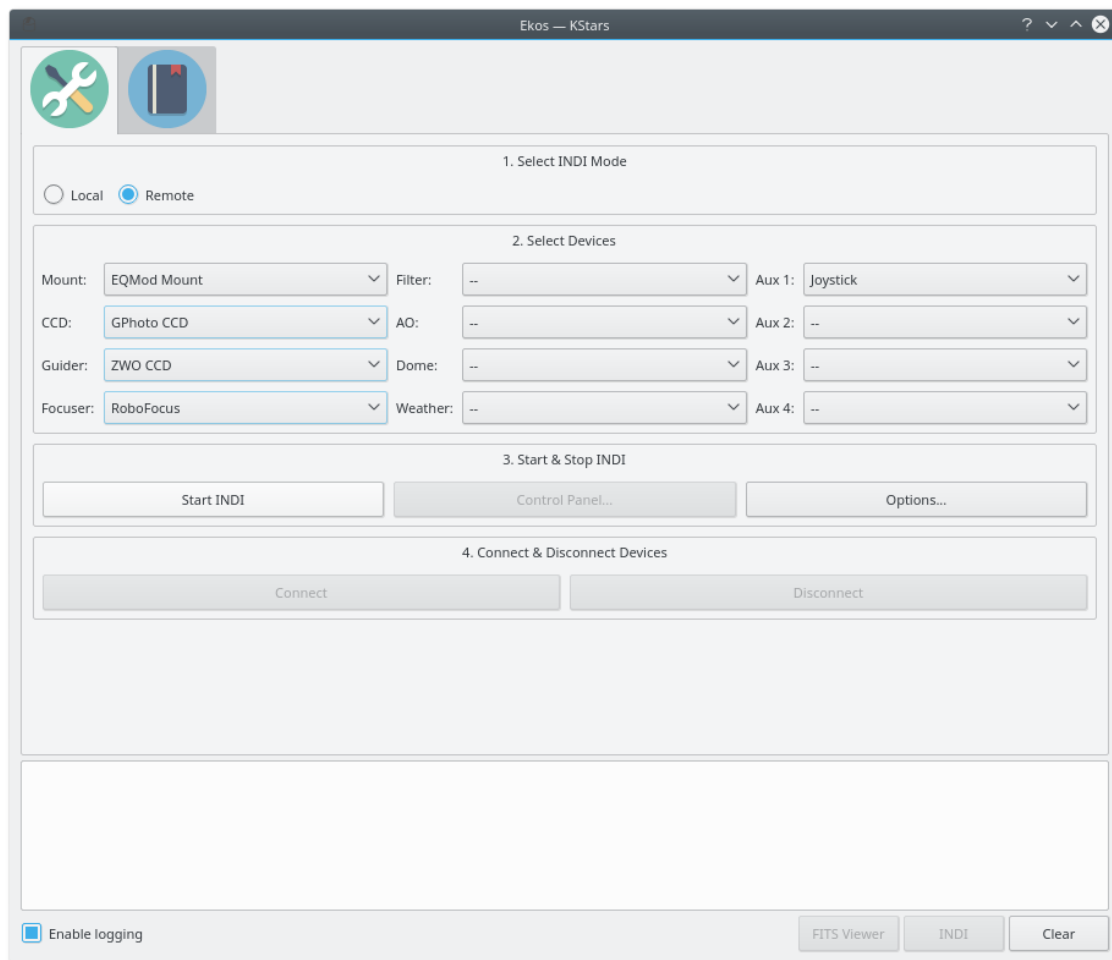 Ekos — KStars
1. Select INDI Mode
Local Remote
2. Select Devices
Mount: EQMod Mount Filter: -- Aux 1: Joystick
CCD: GPhoto CCD AO: -- Aux 2: --
Guider: ZWO CCD Dome: -- Aux 3: --
Focuser: RoboFocus Weather: -- Aux 4: --
3. Start & Stop INDI
Start INDI Control Panel... Options...
4. Connect & Disconnect Devices
Connect Disconnect
Enable logging FITS Viewer INDI Clear